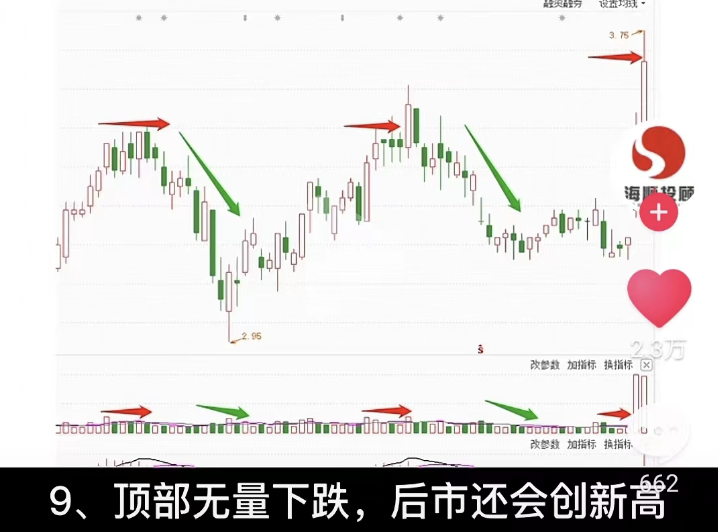 融资融券 设置均线
3.75
海顺投顾
2.95
2.3万
S
改参数 加指标 换指标
改参数 加指标 换指标
662
9、顶部无量下跌，后市还会创新高